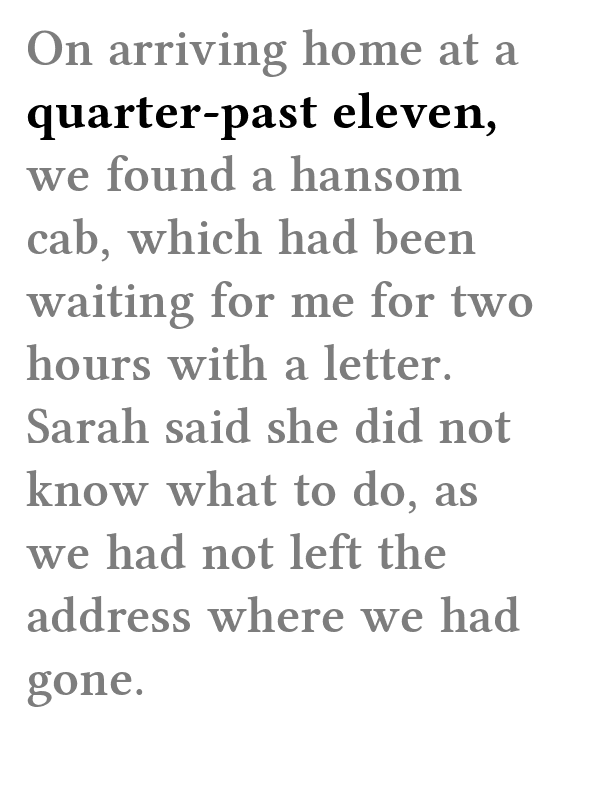 On arriving home at a
quarter-past eleven,
we found a hansom
cab, which had been
waiting for me for two
hours with a letter.
Sarah said she did not
know what to do, as
we had not left the
address where we had
gone.